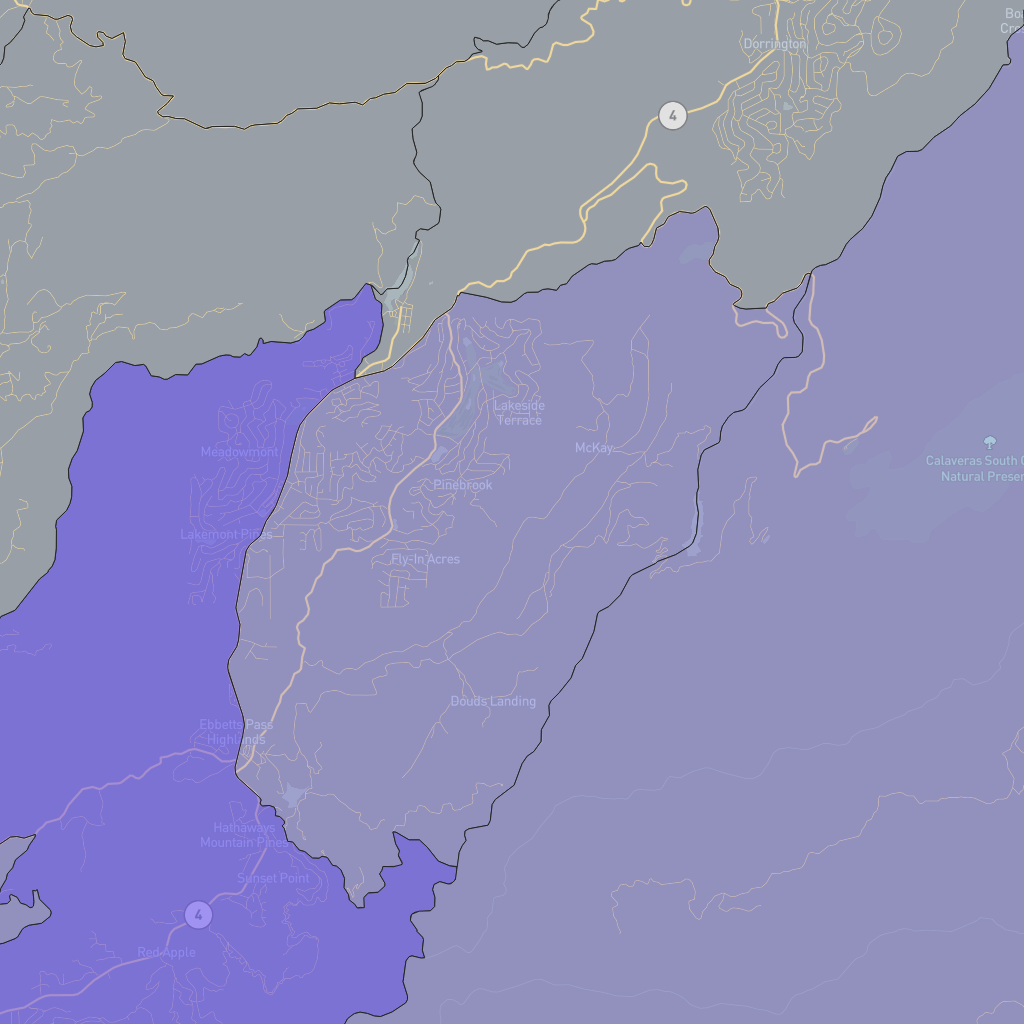 Dorrington
4
Lakeside
Terrace
McKay
Meadowmont
Pinebrook
Calaveras South
Natural Preser
Lakemont Pines
Fly-In Acres
Douds Landing
Ebbetts Pass
Highlands
Hathaways
Mountain Pines
Sunset Point
4
Red Apple